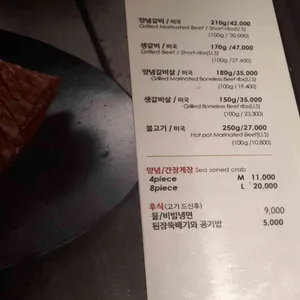 양념갈비 / 미국 210g/42,000
Grilled Marinated Beef / Short ribs(U.S)
(100g / 20,000)
생갈비 / 미국 170g /47,000
Grilled Beef / Short ribs(U.S)
(100g /27,600)
양념갈비살 / 미국 180g/35,000
Grilled Marinated Boneless Beef ribs(U.S)
(100g / 19,400)
생갈비살 / 미국 150g/35,000
Grilled Boneless Beef ribs(U.S)
(100g / 23,300)
불고기 / 미국 250g/27,000
Hot pot Marinated Beef(U.S)
(100g /10,800)
양념/간장게장 Sea soned crab
4piece M 11,000
8piece L 20,000
후식(고기 드신후)
물/비빔냉면 9,000
된장뚝배기와 공기밥 5,000